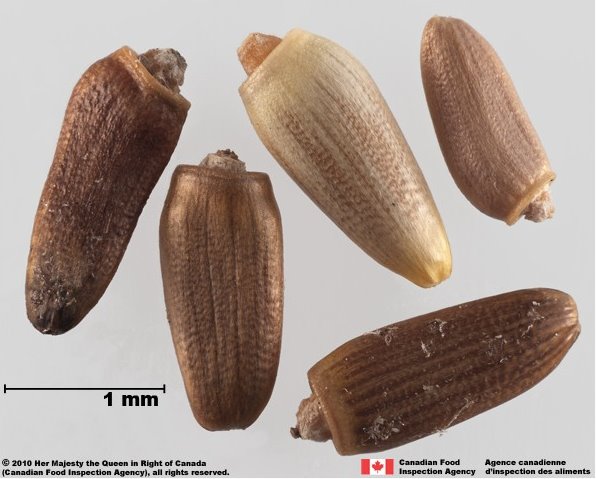 1 mm
© 2010 Her Majesty the Queen in Right of Canada
(Canadian Food Inspection Agency), all rights reserved.
Canadian Food
Inspection Agency
Agence canadienne
d'inspection des aliments